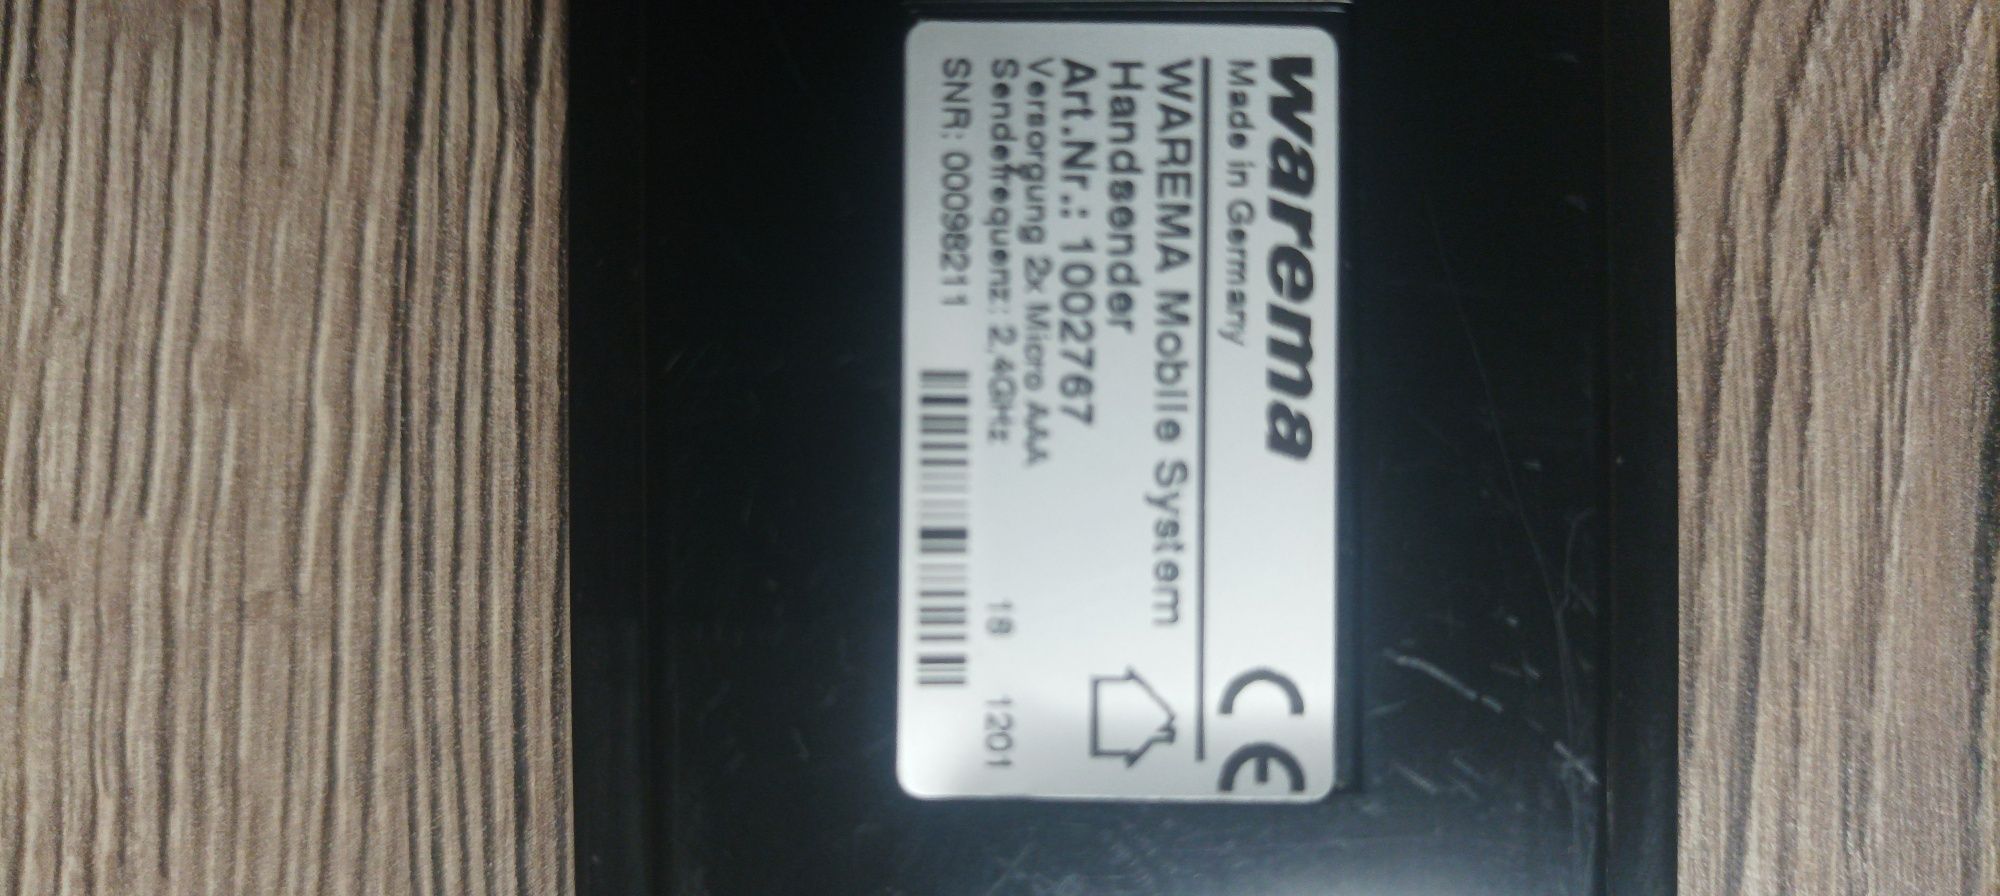 warema
Made in Germany
CE
WAREMA Mobile System
Handsender
Art.Nr.: 1002767
Versorgung 2x Micro AAA
Sendefrequenz.: 2,4GHz 18 1201
SNR: 00098211